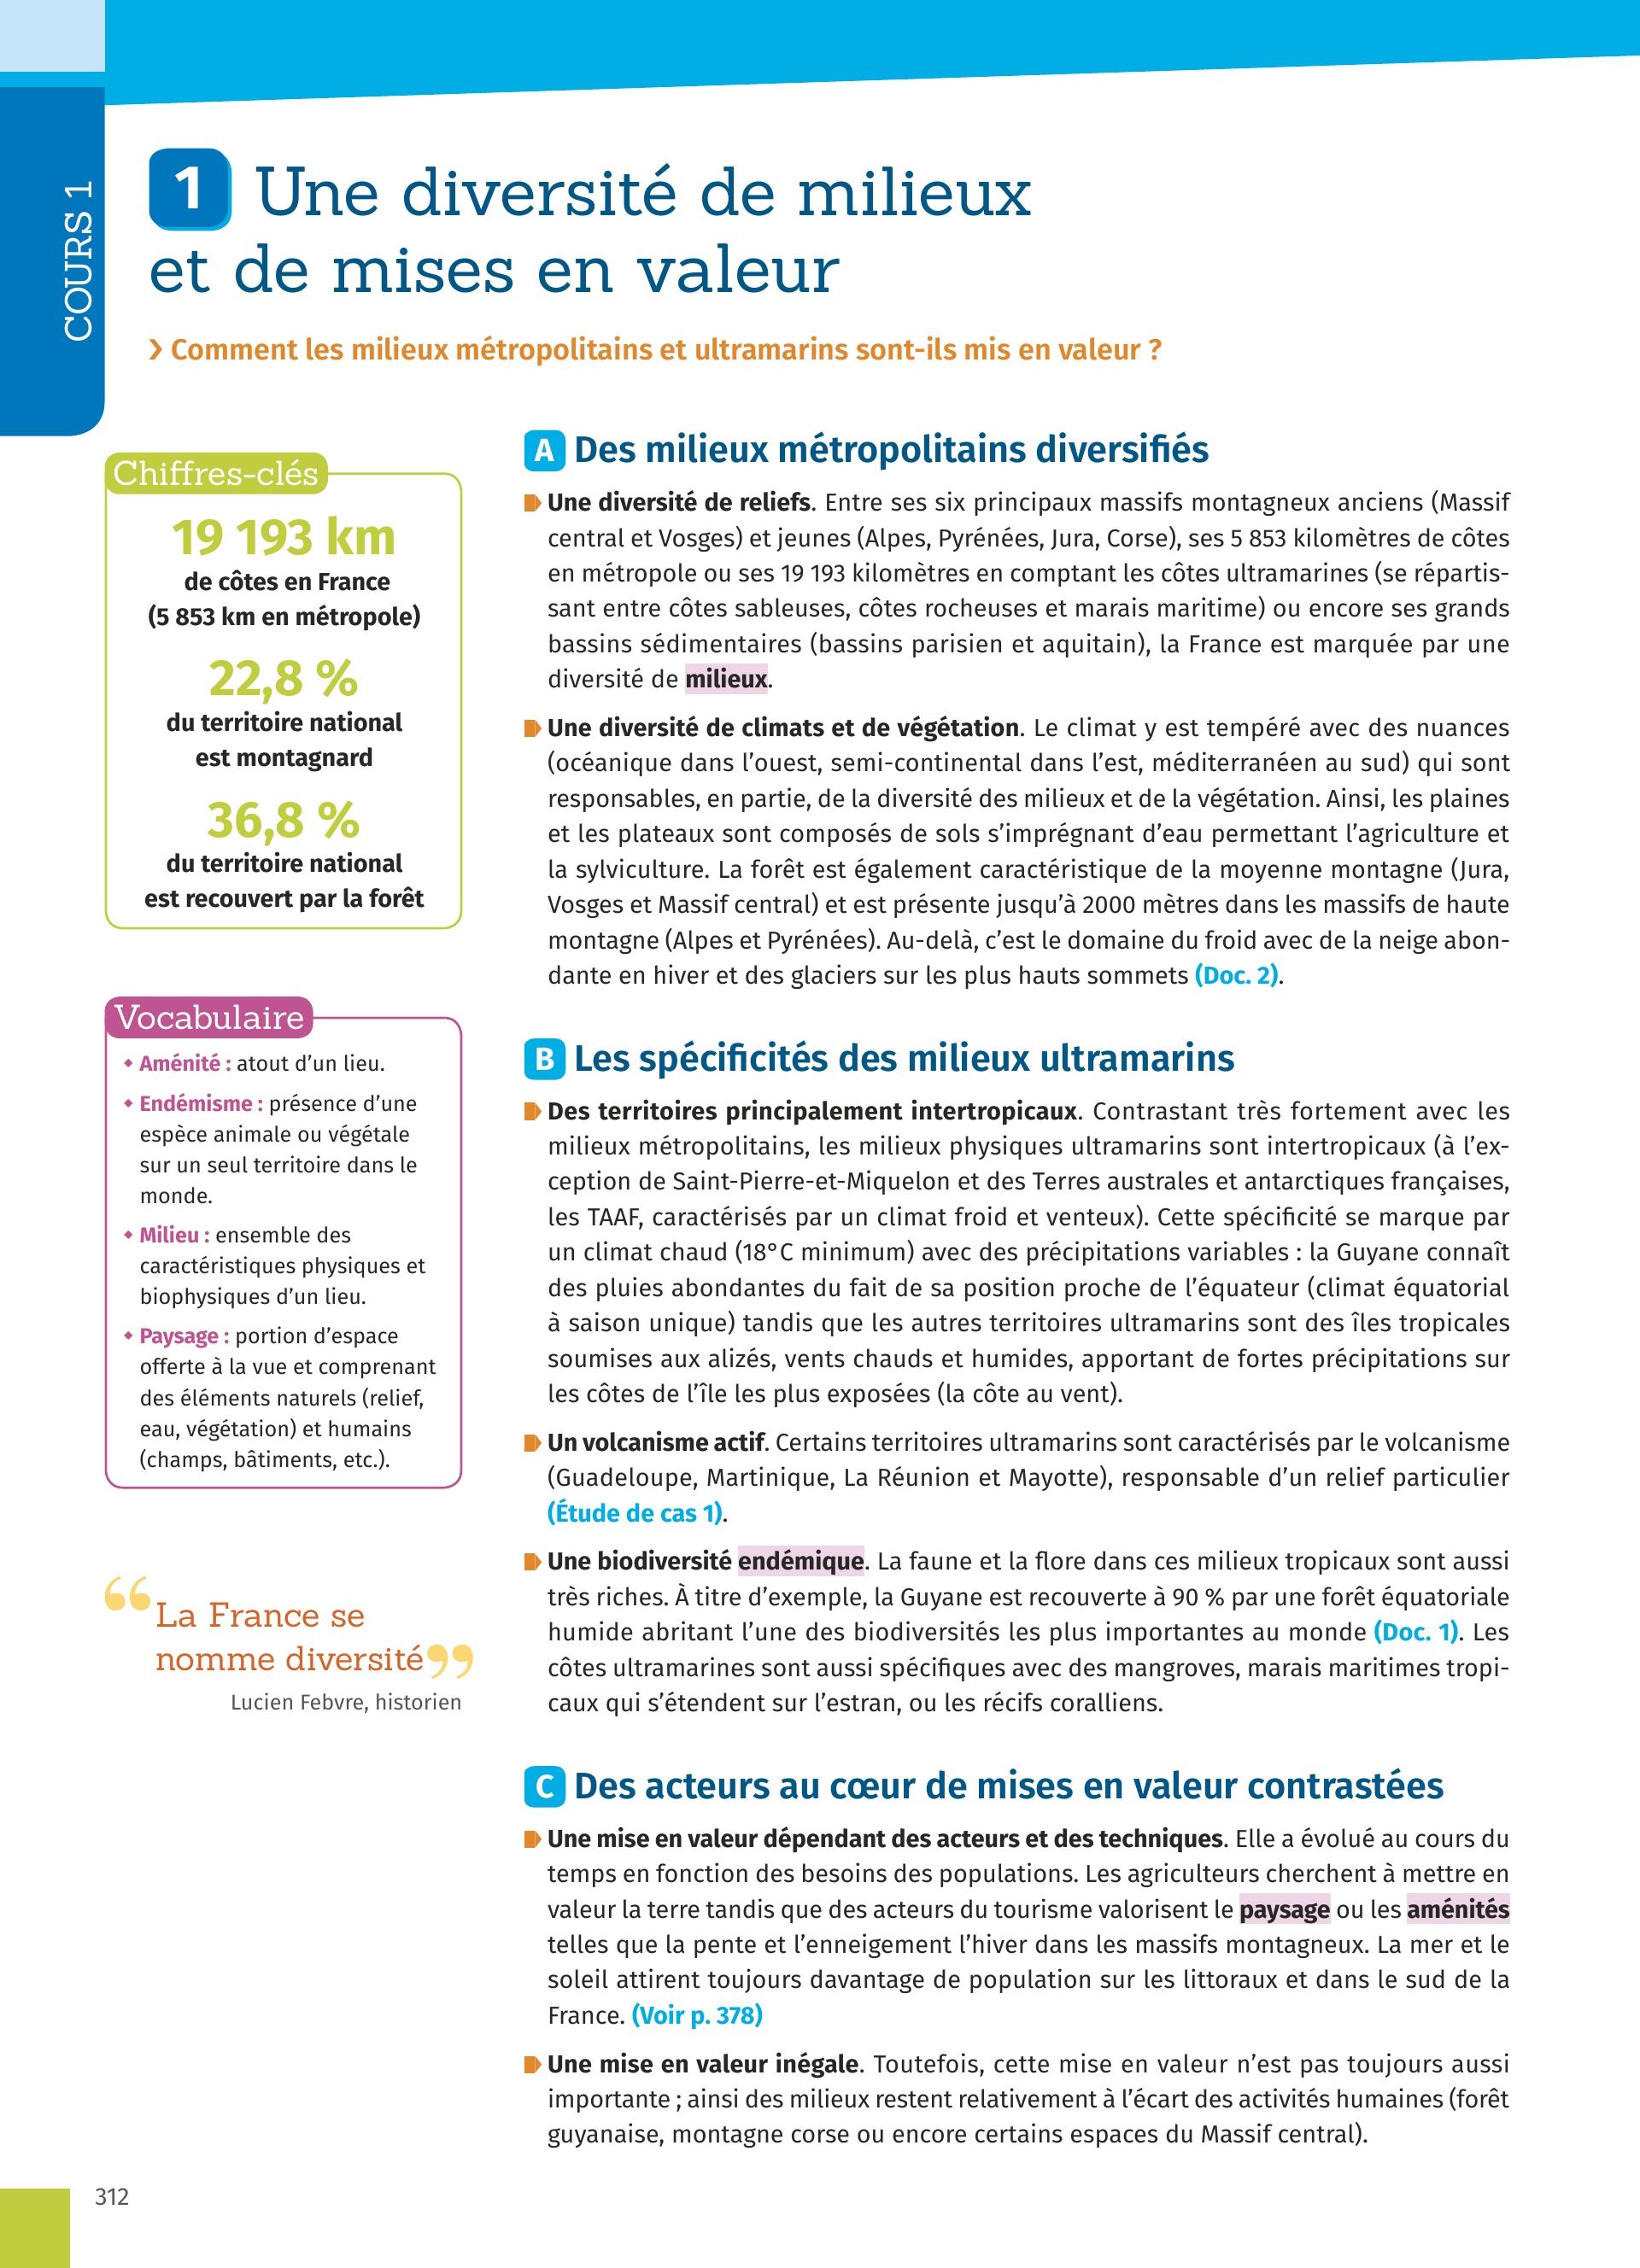 COURS 1
1 Une diversité de milieux
et de mises en valeur
› Comment les milieux métropolitains et ultramarins sont-ils mis en valeur ?
Chiffres-clés
19 193 km
de côtes en France
(5 853 km en métropole)
22,8 %
du territoire national
est montagnard
36,8 %
du territoire national
est recouvert par la forêt
Vocabulaire
Aménité : atout d’un lieu.
Endémisme : présence d’une
espèce animale ou végétale
sur un seul territoire dans le
monde.
Milieu : ensemble des
caractéristiques physiques et
biophysiques d’un lieu.
Paysage : portion d’espace
offerte à la vue et comprenant
des éléments naturels (relief,
eau, végétation) et humains
(champs, bâtiments, etc.).
“ La France se
nomme diversité ”
Lucien Febvre, historien
A Des milieux métropolitains diversifiés
Une diversité de reliefs. Entre ses six principaux massifs montagneux anciens (Massif
central et Vosges) et jeunes (Alpes, Pyrénées, Jura, Corse), ses 5 853 kilomètres de côtes
en métropole ou ses 19 193 kilomètres en comptant les côtes ultramarines (se répartis-
sant entre côtes sableuses, côtes rocheuses et marais maritime) ou encore ses grands
bassins sédimentaires (bassins parisien et aquitain), la France est marquée par une
diversité de milieux.
Une diversité de climats et de végétation. Le climat y est tempéré avec des nuances
(océanique dans l’ouest, semi-continental dans l’est, méditerranéen au sud) qui sont
responsables, en partie, de la diversité des milieux et de la végétation. Ainsi, les plaines
et les plateaux sont composés de sols s’imprégnant d’eau permettant l’agriculture et
la sylviculture. La forêt est également caractéristique de la moyenne montagne (Jura,
Vosges et Massif central) et est présente jusqu’à 2000 mètres dans les massifs de haute
montagne (Alpes et Pyrénées). Au-delà, c’est le domaine du froid avec de la neige abon-
dante en hiver et des glaciers sur les plus hauts sommets (Doc. 2).
B Les spécificités des milieux ultramarins
Des territoires principalement intertropicaux. Contrastant très fortement avec les
milieux métropolitains, les milieux physiques ultramarins sont intertropicaux (à l’ex-
ception de Saint-Pierre-et-Miquelon et des Terres australes et antarctiques françaises,
les TAAF, caractérisés par un climat froid et venteux). Cette spécificité se marque par
un climat chaud (18°C minimum) avec des précipitations variables : la Guyane connaît
des pluies abondantes du fait de sa position proche de l’équateur (climat équatorial
à saison unique) tandis que les autres territoires ultramarins sont des îles tropicales
soumises aux alizés, vents chauds et humides, apportant de fortes précipitations sur
les côtes de l’île les plus exposées (la côte au vent).
Un volcanisme actif. Certains territoires ultramarins sont caractérisés par le volcanisme
(Guadeloupe, Martinique, La Réunion et Mayotte), responsable d’un relief particulier
(Étude de cas 1).
Une biodiversité endémique. La faune et la flore dans ces milieux tropicaux sont aussi
très riches. À titre d’exemple, la Guyane est recouverte à 90 % par une forêt équatoriale
humide abritant l’une des biodiversités les plus importantes au monde (Doc. 1). Les
côtes ultramarines sont aussi spécifiques avec des mangroves, marais maritimes tropi-
caux qui s’étendent sur l’estran, ou les récifs coralliens.
C Des acteurs au cœur de mises en valeur contrastées
Une mise en valeur dépendant des acteurs et des techniques. Elle a évolué au cours du
temps en fonction des besoins des populations. Les agriculteurs cherchent à mettre en
valeur la terre tandis que des acteurs du tourisme valorisent le paysage ou les aménités
telles que la pente et l’enneigement l’hiver dans les massifs montagneux. La mer et le
soleil attirent toujours davantage de population sur les littoraux et dans le sud de la
France. (Voir p. 378)
Une mise en valeur inégale. Toutefois, cette mise en valeur n’est pas toujours aussi
importante ; ainsi des milieux restent relativement à l’écart des activités humaines (forêt
guyanaise, montagne corse ou encore certains espaces du Massif central).
312